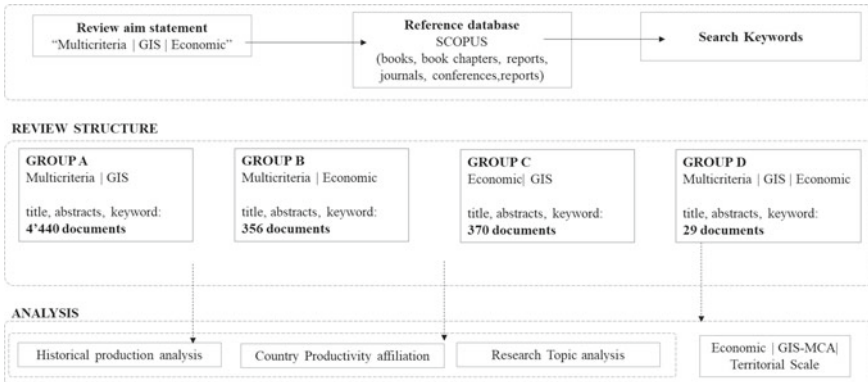 Review aim statement
“Multicriteria | GIS | Economic”
Reference database
SCOPUS
(books, book chapters, reports,
journals, conferences,reports)
Search Keywords
REVIEW STRUCTURE
GROUP A
Multicriteria | GIS
title, abstracts, keyword:
4’440 documents
GROUP B
Multicriteria | Economic
title, abstracts, keyword:
356 documents
GROUP C
Economic| GIS
title, abstracts, keyword:
370 documents
GROUP D
Multicriteria | GIS | Economic
title, abstracts, keyword:
29 documents
ANALYSIS
Historical production analysis
Country Productivity affiliation
Research Topic analysis
Economic | GIS-MCA|
Territorial Scale